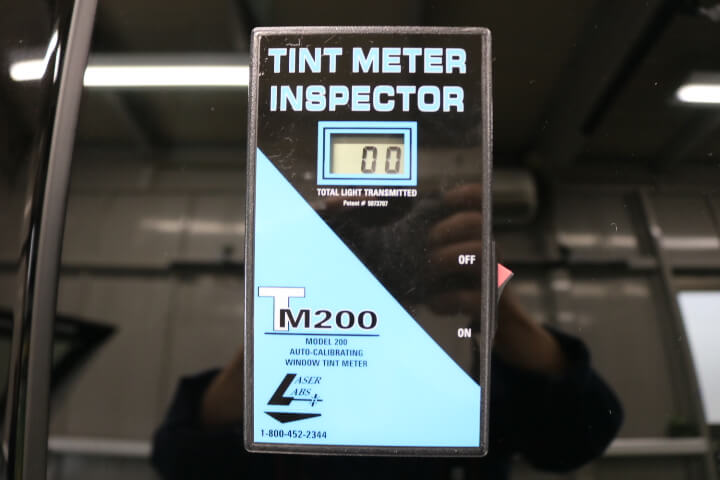 TINT METER
INSPECTOR
00
TOTAL LIGHT TRANSMITTED
Patent # 5073707
OFF
ON
TM200
MODEL 200
AUTO-CALIBRATING
WINDOW TINT METER
LASER
LABS
1-800-452-2344